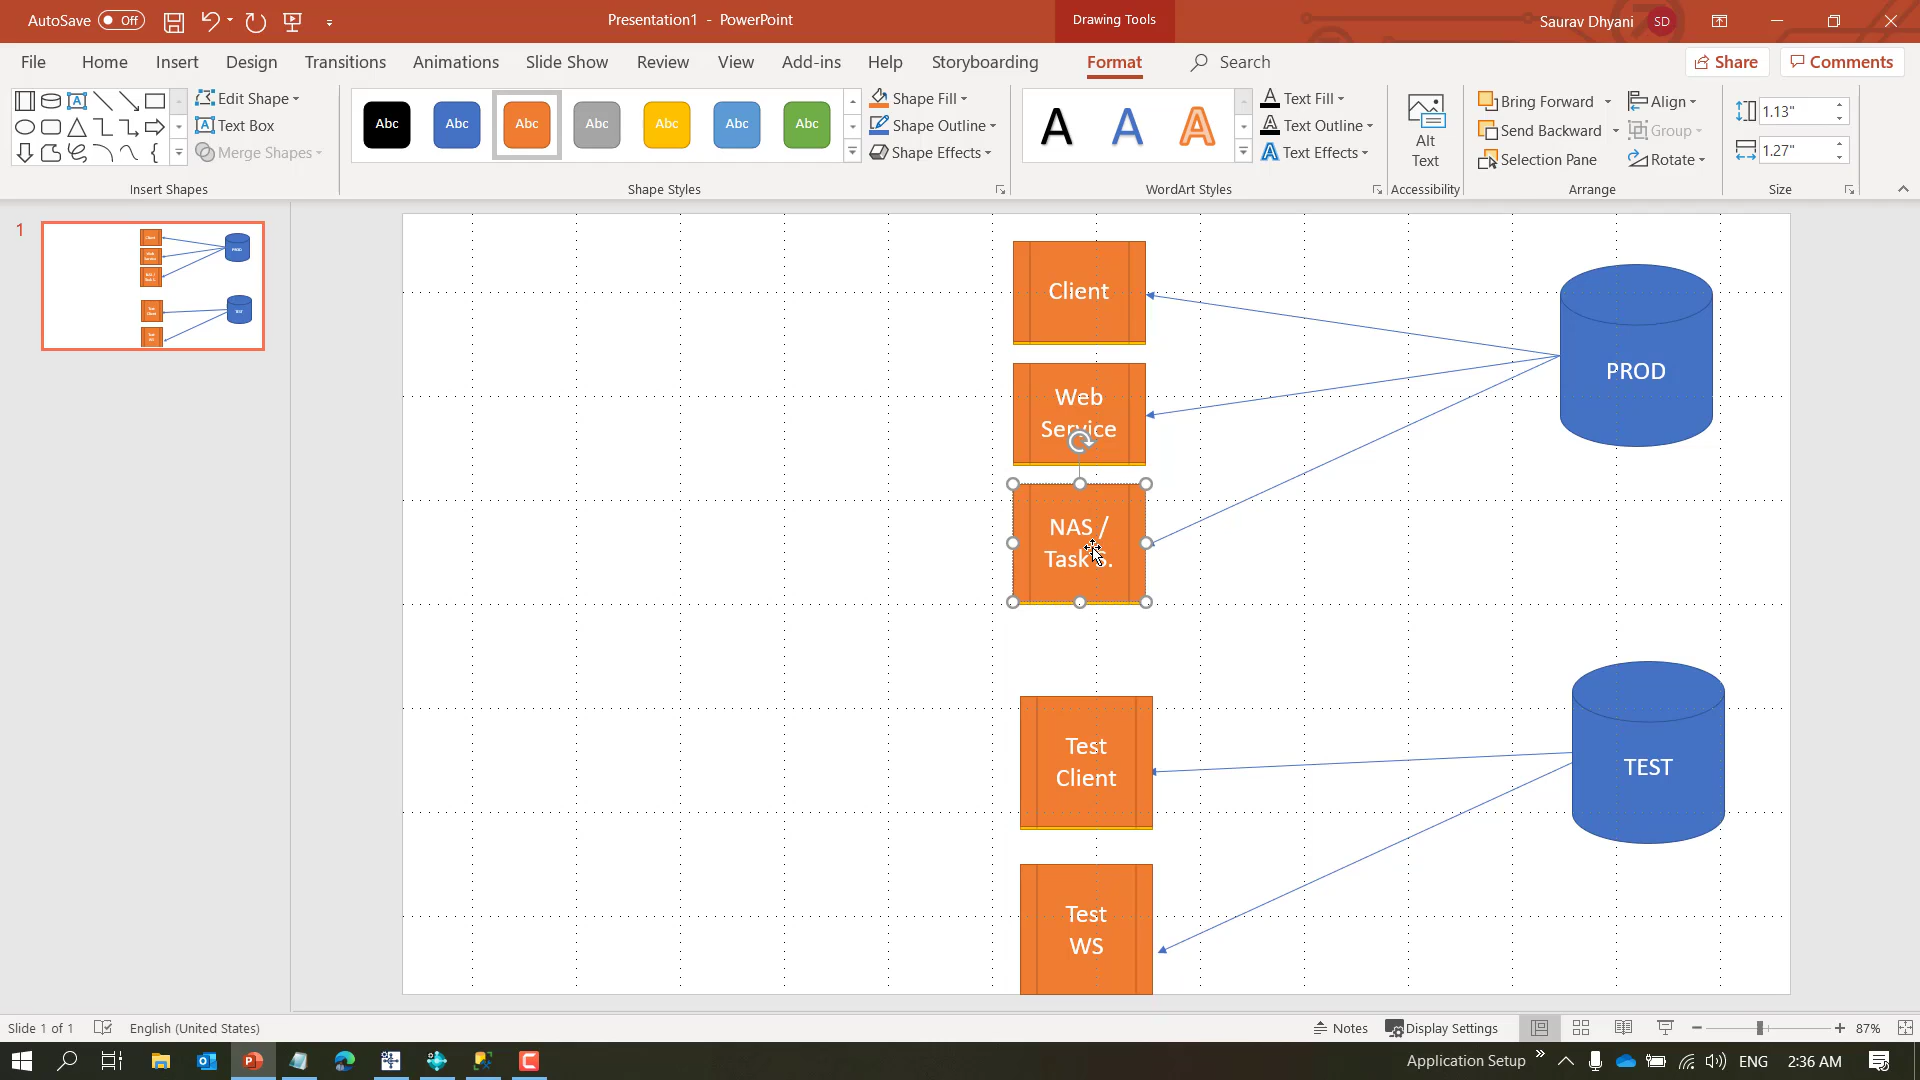 AutoSave Off
Presentation1 - PowerPoint
Drawing Tools
Saurav Dhyani SD
File Home Insert Design Transitions Animations Slide Show Review View Add-ins Help Storyboarding Format Search Share Comments
Edit Shape
Text Box
Merge Shapes
Insert Shapes
Abc Abc Abc Abc Abc Abc Abc
Shape Fill
Shape Outline
Shape Effects
Shape Styles
A A A
Text Fill
Text Outline
Text Effects
WordArt Styles
Alt
Text
Accessibility
Bring Forward
Send Backward
Selection Pane
Align
Group
Rotate
Arrange
1.13"
1.27"
Size
1
Client
Web
Service
NAS /
Task S.
PROD
Test
Client
Test
WS
TEST
Slide 1 of 1 English (United States) Notes Display Settings 87%
Application Setup ENG 2:36 AM